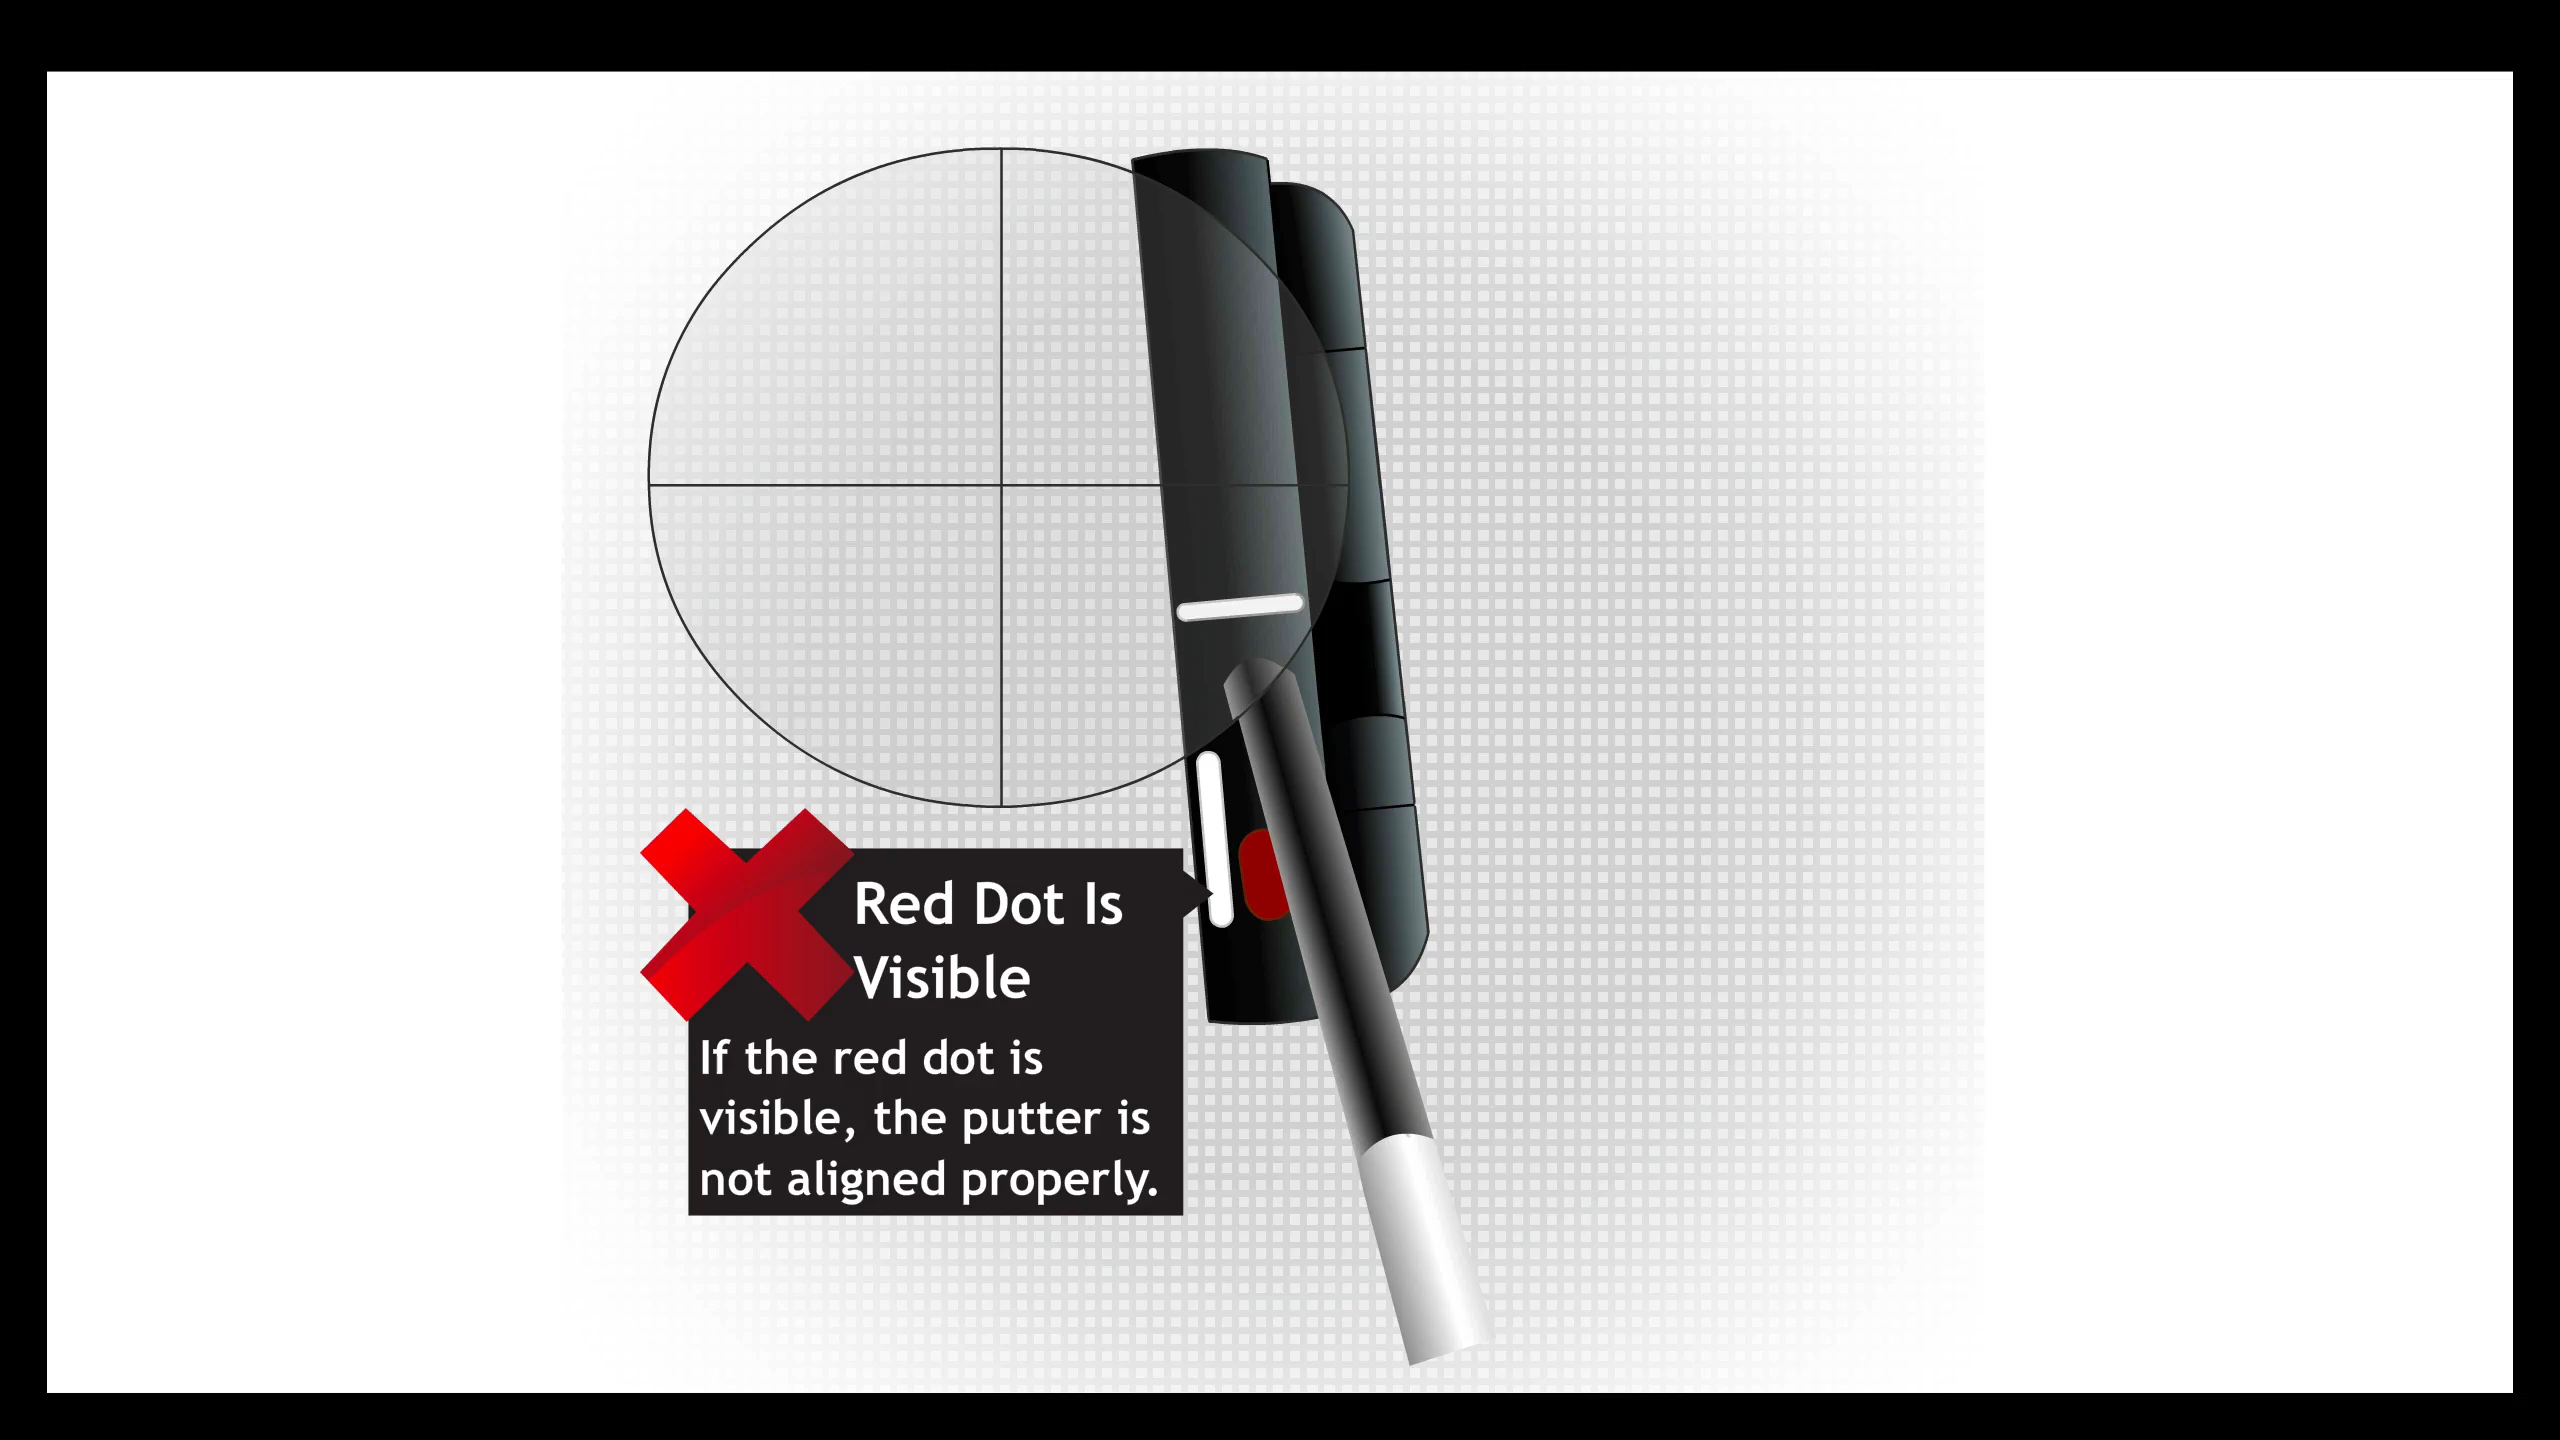 Red Dot Is
Visible
If the red dot is
visible, the putter is
not aligned properly.